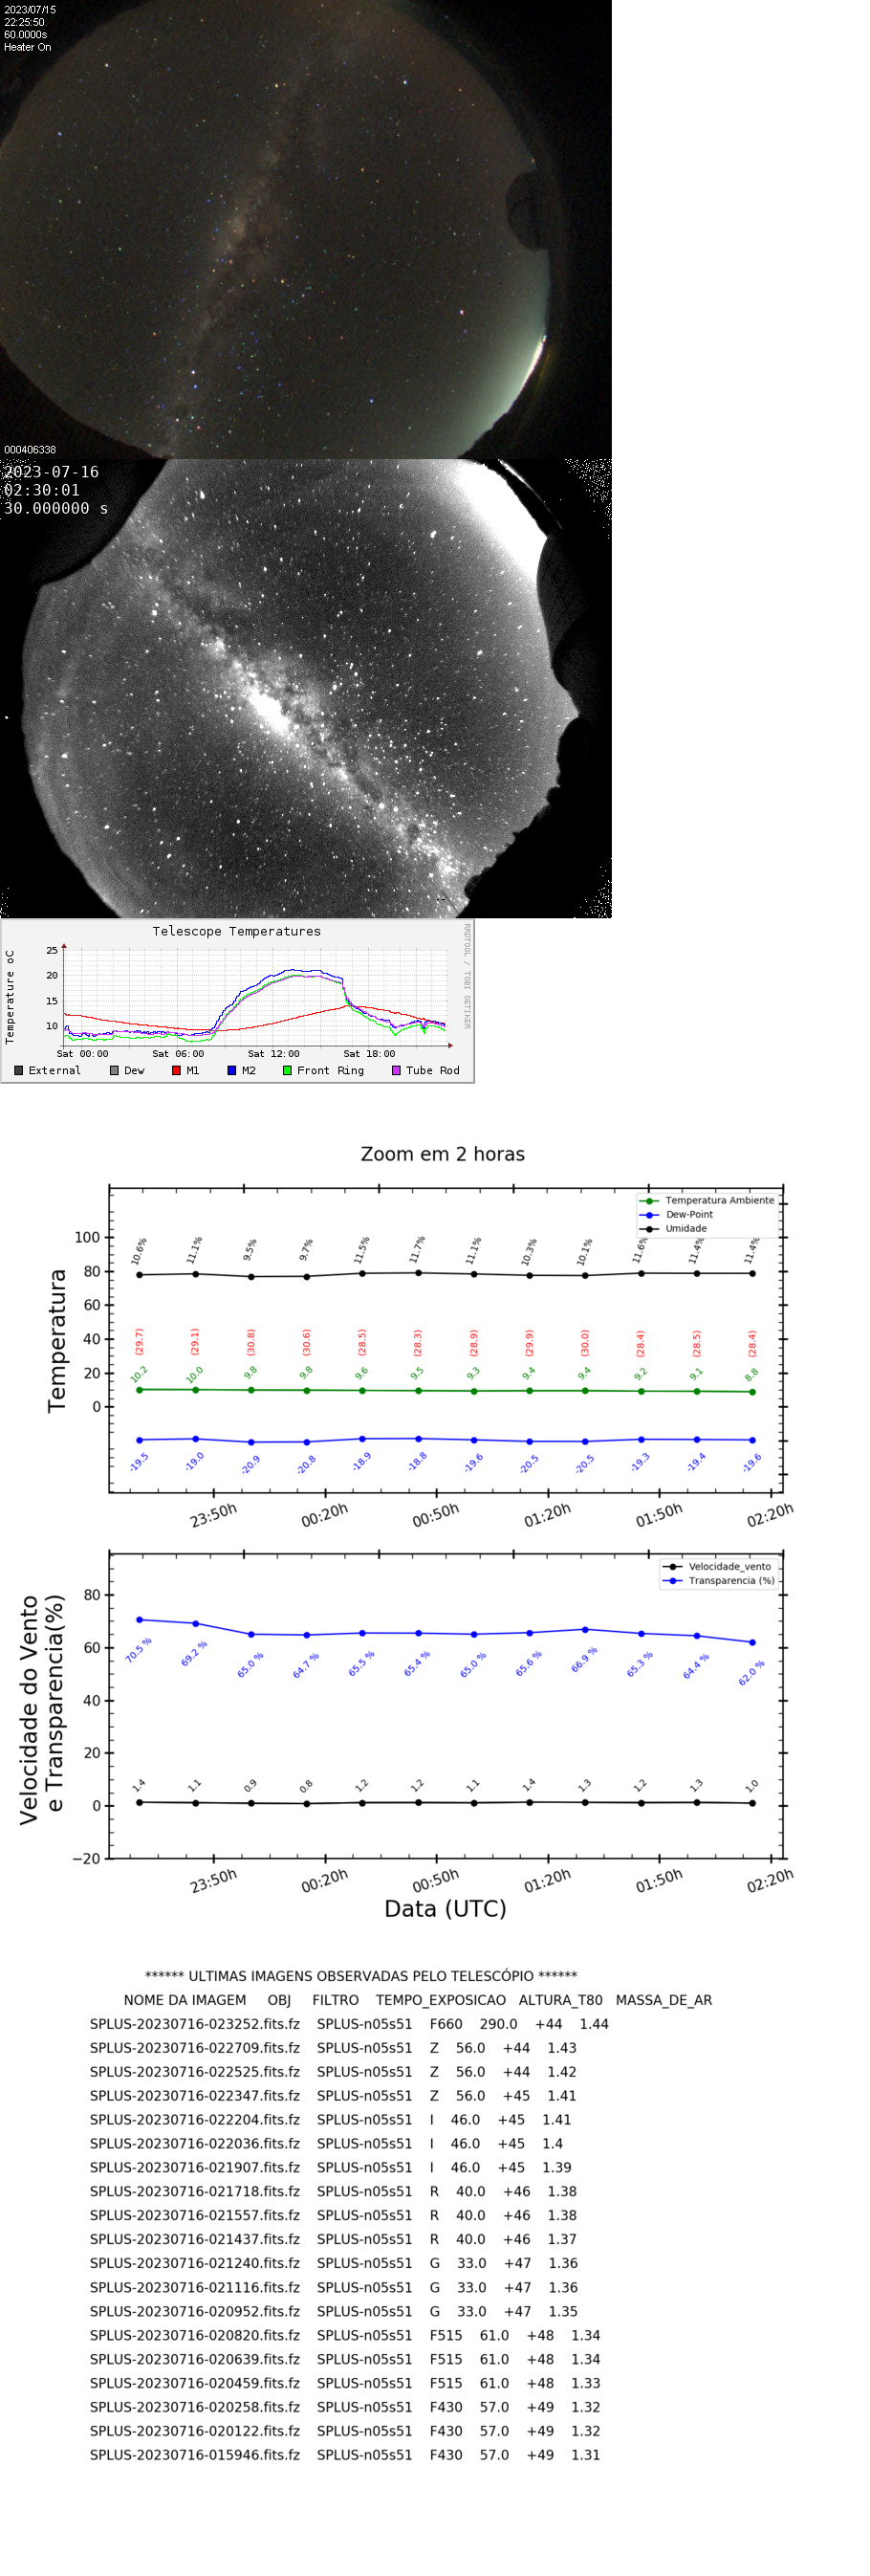 2023/07/15
22:25:50
60.0000s
Heater On
000406338
2023-07-16
02:30:01
30.000000 s
Telescope Temperatures
RRDTOOL / TOBI OETIKER
Temperature oC
25
20
15
10
Sat 00:00 Sat 06:00 Sat 12:00 Sat 18:00
External Dew M1 M2 Front Ring Tube Rod
Zoom em 2 horas
Temperatura Ambiente
Dew-Point
Umidade
Temperatura
100
80
60
40
20
0
10.6% 11.1% 9.5% 9.7% 11.5% 11.7% 11.1% 10.3% 10.1% 11.6% 11.4% 11.4%
(29.7) (29.1) (30.8) (30.6) (28.5) (28.3) (28.9) (29.9) (30.0) (28.4) (28.5) (28.4)
10.2 10.0 9.8 9.8 9.6 9.5 9.3 9.4 9.4 9.2 9.1 8.8
-19.5 -19.0 -20.9 -20.8 -18.9 -18.8 -19.6 -20.5 -20.5 -19.3 -19.4 -19.6
23:50h 00:20h 00:50h 01:20h 01:50h 02:20h
Velocidade_vento
Transparencia (%)
Velocidade do Vento
e Transparencia(%)
80
60
40
20
0
−20
70.5 % 69.2 % 65.0 % 64.7 % 65.5 % 65.4 % 65.0 % 65.6 % 66.9 % 65.3 % 64.4 % 62.0 %
1.4 1.1 0.9 0.8 1.2 1.2 1.1 1.4 1.3 1.2 1.3 1.0
23:50h 00:20h 00:50h 01:20h 01:50h 02:20h
Data (UTC)
****** ULTIMAS IMAGENS OBSERVADAS PELO TELESCÓPIO ******
NOME DA IMAGEM OBJ FILTRO TEMPO_EXPOSICAO ALTURA_T80 MASSA_DE_AR
SPLUS-20230716-023252.fits.fz SPLUS-n05s51 F660 290.0 +44 1.44
SPLUS-20230716-022709.fits.fz SPLUS-n05s51 Z 56.0 +44 1.43
SPLUS-20230716-022525.fits.fz SPLUS-n05s51 Z 56.0 +44 1.42
SPLUS-20230716-022347.fits.fz SPLUS-n05s51 Z 56.0 +45 1.41
SPLUS-20230716-022204.fits.fz SPLUS-n05s51 I 46.0 +45 1.41
SPLUS-20230716-022036.fits.fz SPLUS-n05s51 I 46.0 +45 1.4
SPLUS-20230716-021907.fits.fz SPLUS-n05s51 I 46.0 +45 1.39
SPLUS-20230716-021718.fits.fz SPLUS-n05s51 R 40.0 +46 1.38
SPLUS-20230716-021557.fits.fz SPLUS-n05s51 R 40.0 +46 1.38
SPLUS-20230716-021437.fits.fz SPLUS-n05s51 R 40.0 +46 1.37
SPLUS-20230716-021240.fits.fz SPLUS-n05s51 G 33.0 +47 1.36
SPLUS-20230716-021116.fits.fz SPLUS-n05s51 G 33.0 +47 1.36
SPLUS-20230716-020952.fits.fz SPLUS-n05s51 G 33.0 +47 1.35
SPLUS-20230716-020820.fits.fz SPLUS-n05s51 F515 61.0 +48 1.34
SPLUS-20230716-020639.fits.fz SPLUS-n05s51 F515 61.0 +48 1.34
SPLUS-20230716-020459.fits.fz SPLUS-n05s51 F515 61.0 +48 1.33
SPLUS-20230716-020258.fits.fz SPLUS-n05s51 F430 57.0 +49 1.32
SPLUS-20230716-020122.fits.fz SPLUS-n05s51 F430 57.0 +49 1.32
SPLUS-20230716-015946.fits.fz SPLUS-n05s51 F430 57.0 +49 1.31